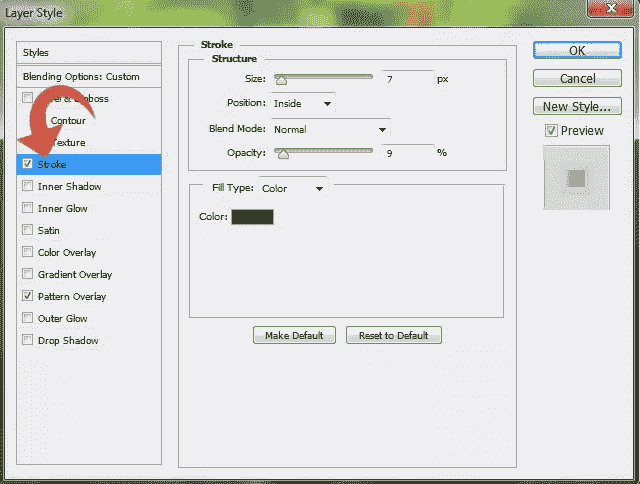 Layer Style
Styles
Blending Options: Custom
& Emboss
Contour
Texture
Stroke
Inner Shadow
Inner Glow
Satin
Color Overlay
Gradient Overlay
Pattern Overlay
Outer Glow
Drop Shadow
Stroke
Structure
Size: 7 px
Position: Inside
Blend Mode: Normal
Opacity: 9 %
Fill Type: Color
Color:
Make Default Reset to Default
OK
Cancel
New Style...
Preview